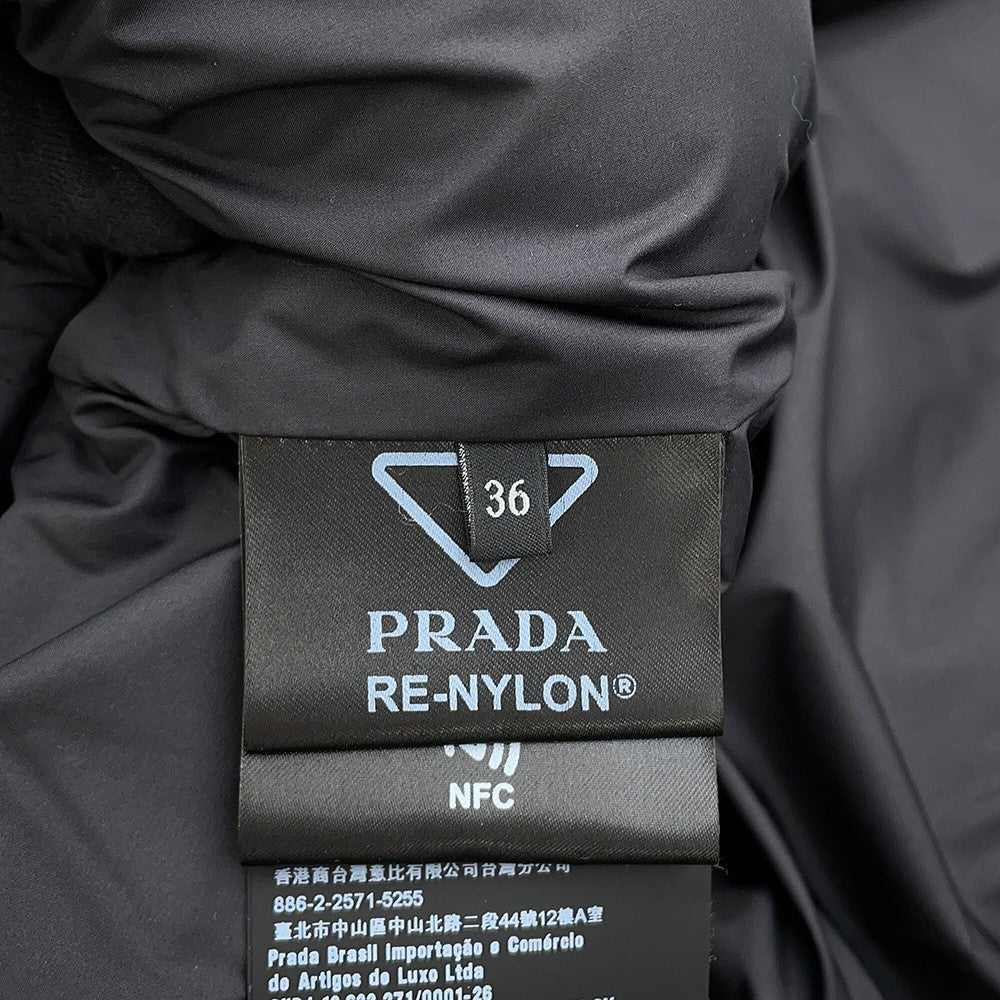 36
PRADA
RE-NYLON®
NFC
香港商台灣意比有限公司台灣分公司
886-2-2571-5255
臺北市中山區中山北路二段44號12樓A室
Prada Brasil Importação e Comércio
de Artigos de Luxo Ltda